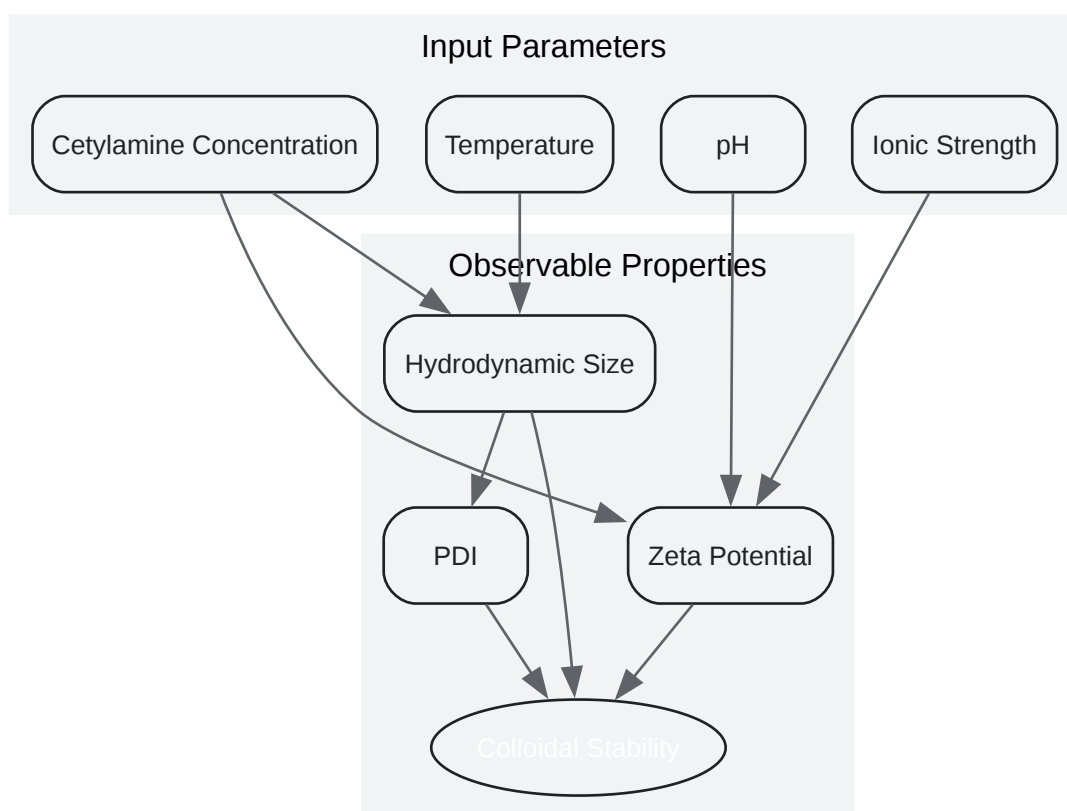 Input Parameters
Cetylamine Concentration
Temperature
pH
Ionic Strength
Observable Properties
Hydrodynamic Size
PDI
Zeta Potential
Colloidal Stability